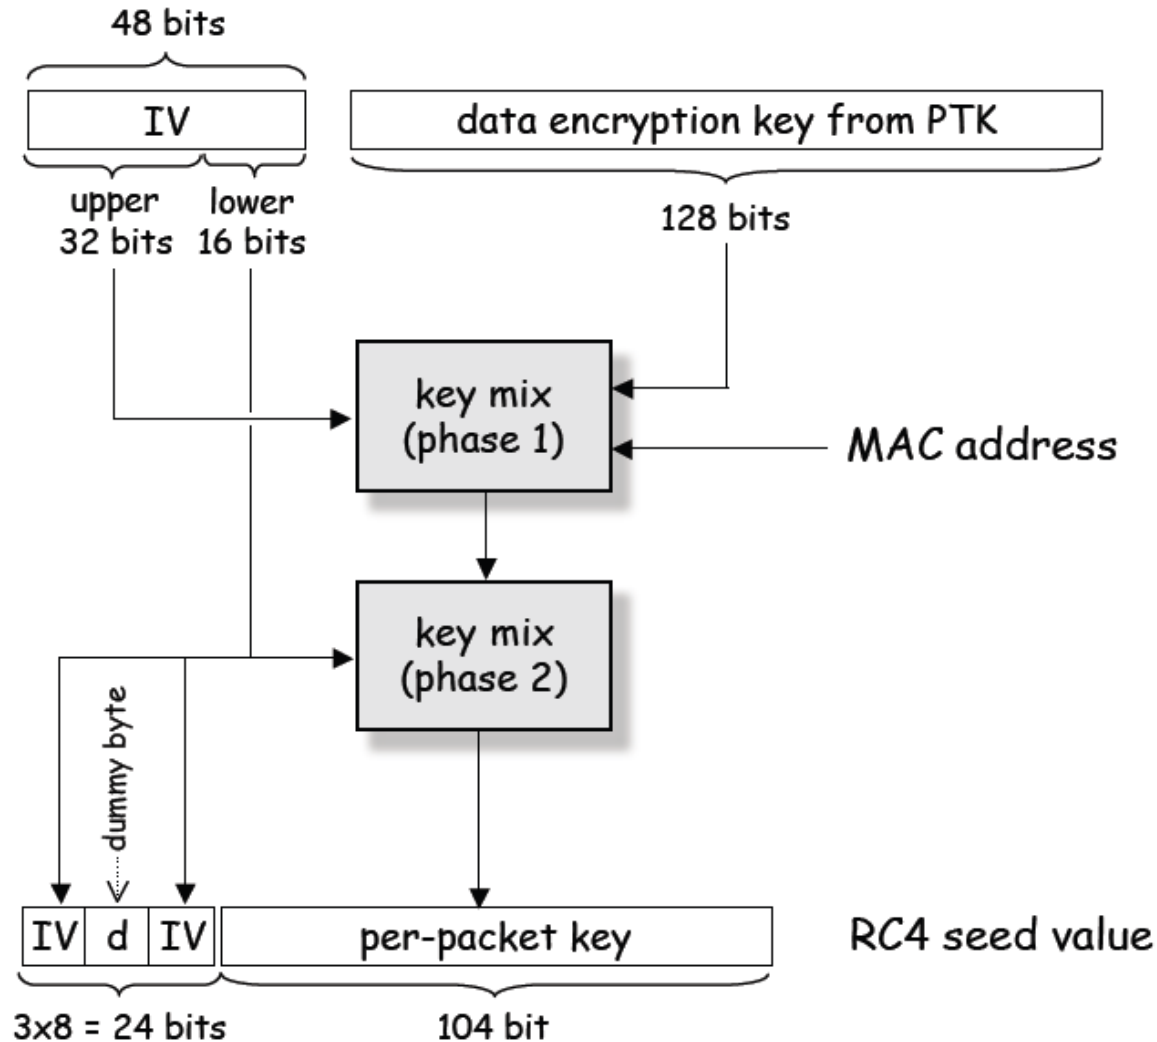 48 bits
IV
data encryption key from PTK
upper
32 bits
lower
16 bits
128 bits
key mix
(phase 1)
MAC address
key mix
(phase 2)
dummy byte
IV
d
IV
per-packet key
RC4 seed value
3x8 = 24 bits
104 bit